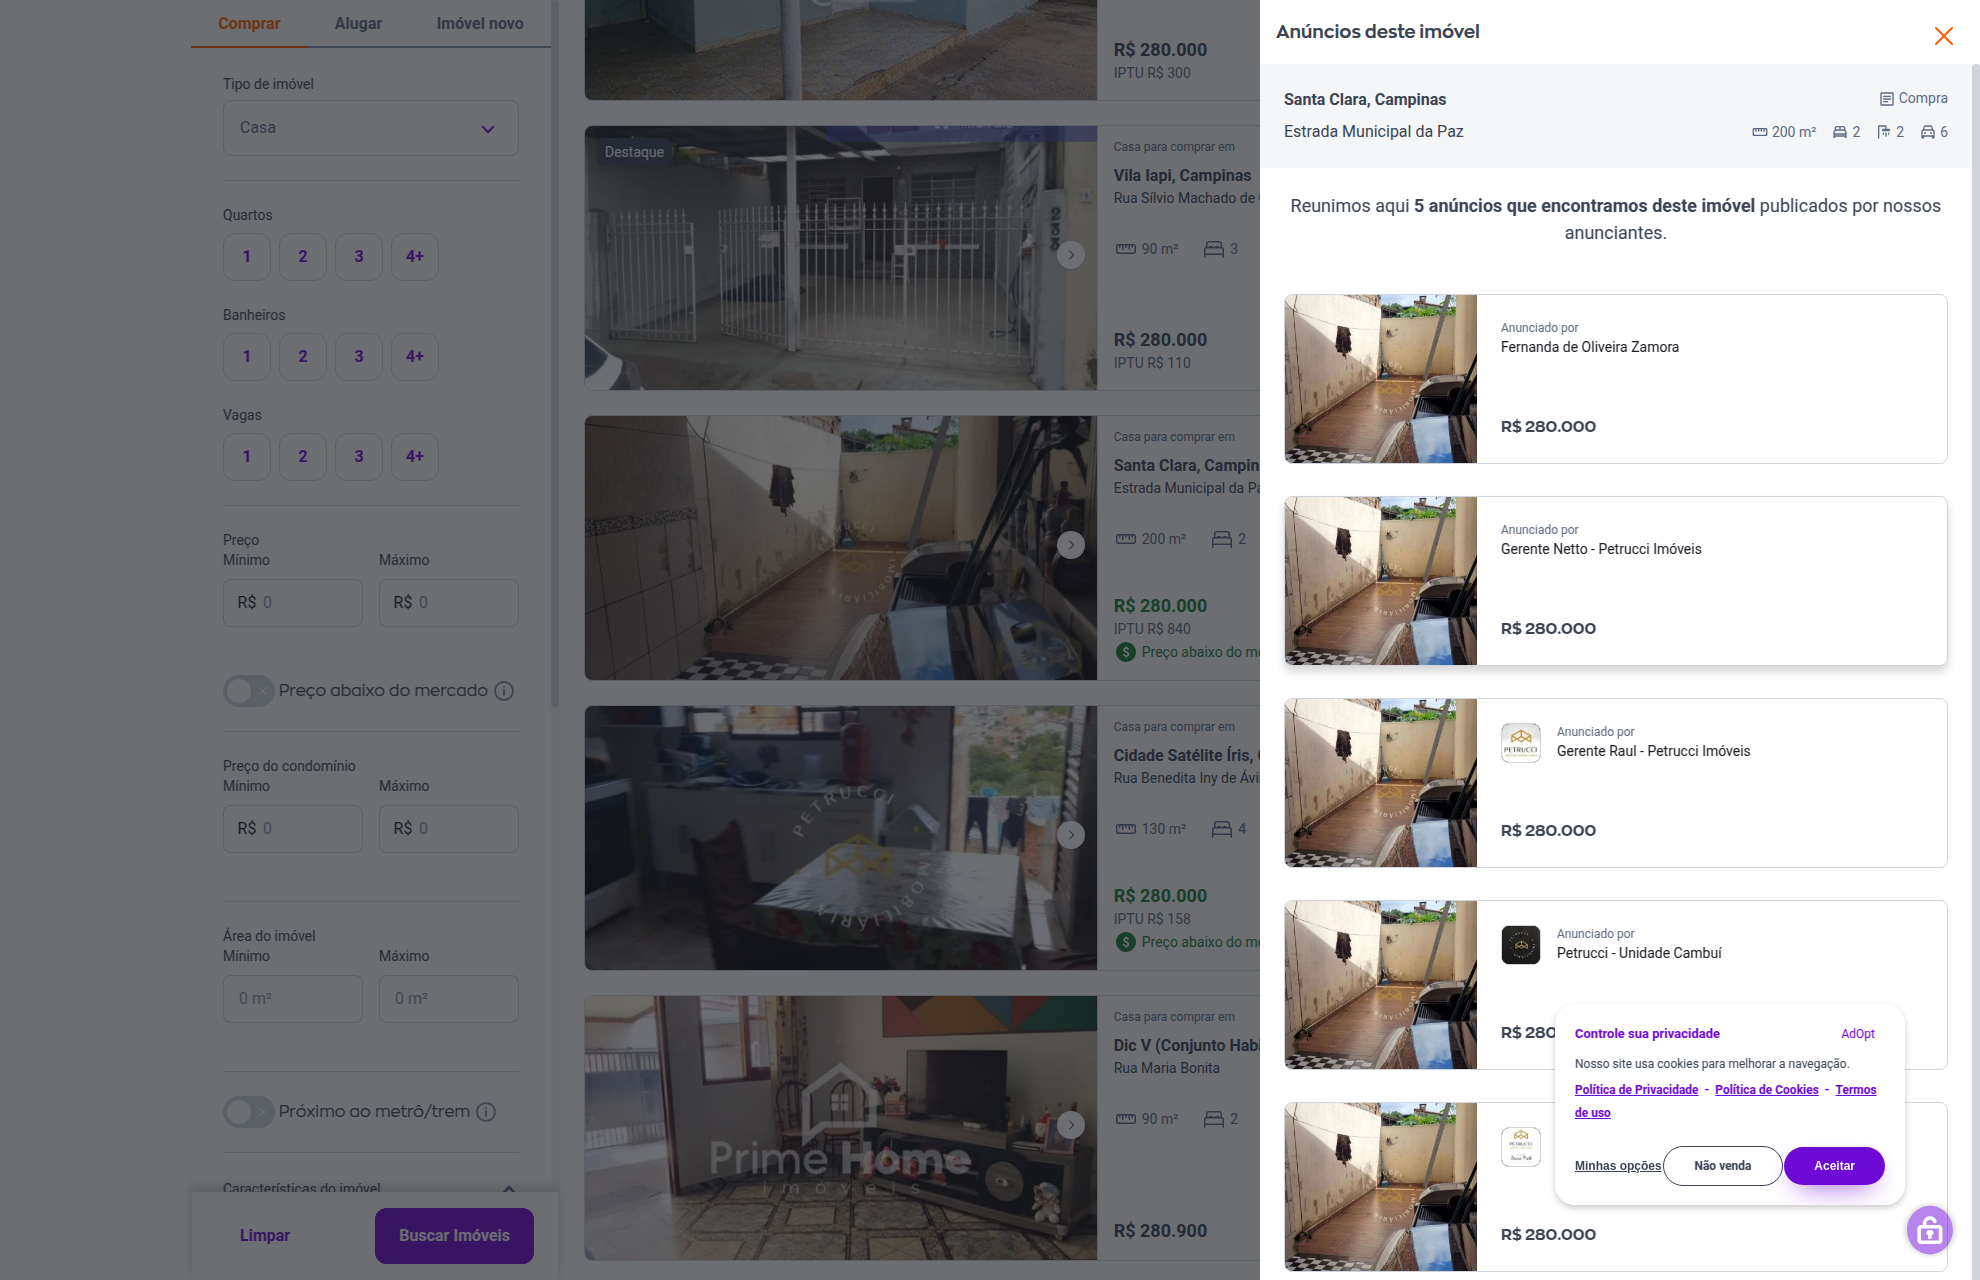 Comprar
Alugar
Imóvel novo
Tipo de imóvel
Casa
Quartos
1
2
3
4+
Banheiros
1
2
3
4+
Vagas
1
2
3
4+
Preço
Mínimo
Máximo
R$ 0
R$ 0
Preço abaixo do mercado
Preço do condomínio
Mínimo
Máximo
R$ 0
R$ 0
Área do imóvel
Mínimo
Máximo
0 m²
0 m²
Próximo ao metrô/trem
Características do imóvel
Limpar
Buscar Imóveis
R$ 280.000
IPTU R$ 300
Destaque
Casa para comprar em
Vila Iapi, Campinas
Rua Sílvio Machado de
90 m²
3
R$ 280.000
IPTU R$ 110
Casa para comprar em
Santa Clara, Campin
Estrada Municipal da Pa
200 m²
2
R$ 280.000
IPTU R$ 840
Preço abaixo do me
PETRUCCI
IMOBILIÁRIA
Casa para comprar em
Cidade Satélite Íris,
Rua Benedita Iny de Ávi
130 m²
4
R$ 280.000
IPTU R$ 158
Preço abaixo do me
Prime Home
imóveis
Casa para comprar em
Dic V (Conjunto Habi
Rua Maria Bonita
90 m²
2
R$ 280.900
Anúncios deste imóvel
Santa Clara, Campinas
Compra
Estrada Municipal da Paz
200 m²
2
2
6
Reunimos aqui 5 anúncios que encontramos deste imóvel publicados por nossos
anunciantes.
Anunciado por
Fernanda de Oliveira Zamora
R$ 280.000
Anunciado por
Gerente Netto - Petrucci Imóveis
R$ 280.000
PETRUCCI
Anunciado por
Gerente Raul - Petrucci Imóveis
R$ 280.000
Anunciado por
Petrucci - Unidade Cambuí
R$ 280
R$ 280.000
Controle sua privacidade
AdOpt
Nosso site usa cookies para melhorar a navegação.
Política de Privacidade - Política de Cookies - Termos
de uso
Minhas opções
Não venda
Aceitar